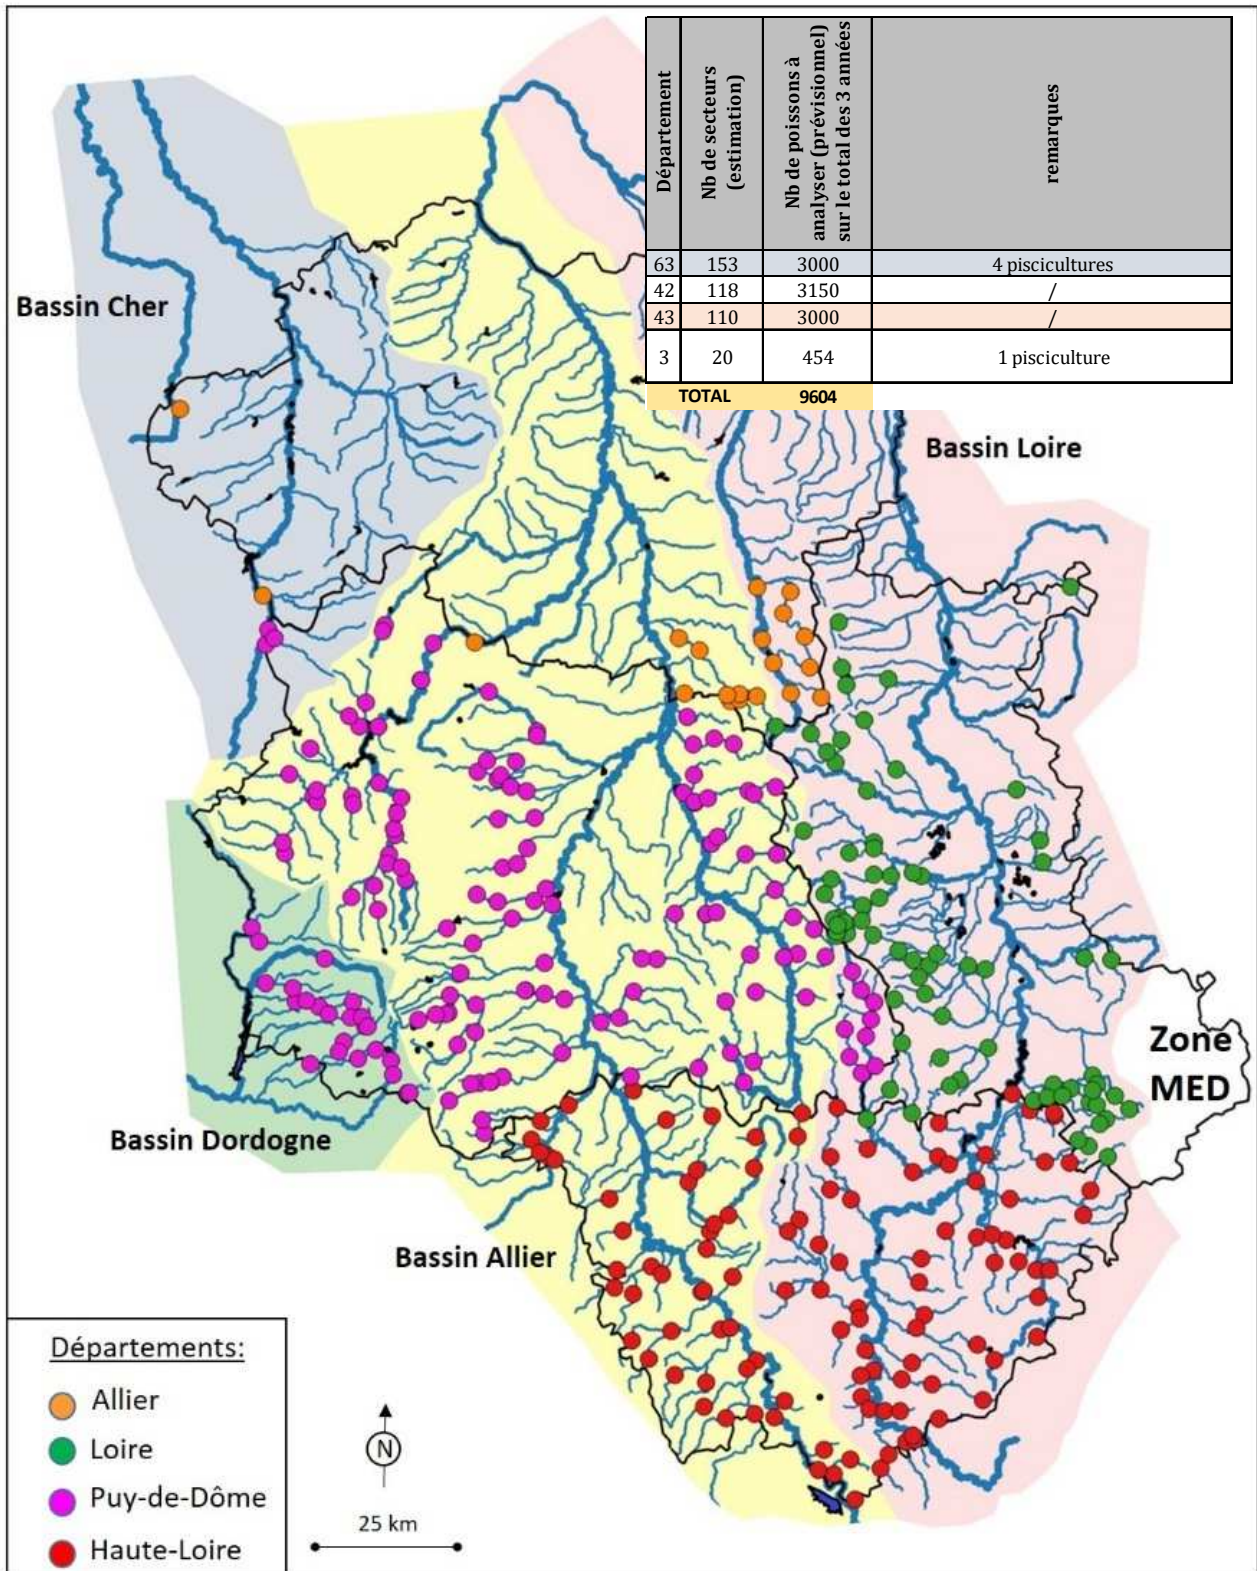 Département
Nb de secteurs
(estimation)
Nb de poissons à
analyser (prévisionnel)
sur le total des 3 années
remarques
63 153 3000 4 piscicultures
42 118 3150 /
43 110 3000 /
3 20 454 1 pisciculture
TOTAL 9604
Bassin Cher
Bassin Loire
Zone
MED
Bassin Dordogne
Bassin Allier
Départements:
Allier
Loire
Puy-de-Dôme
Haute-Loire
N
25 km